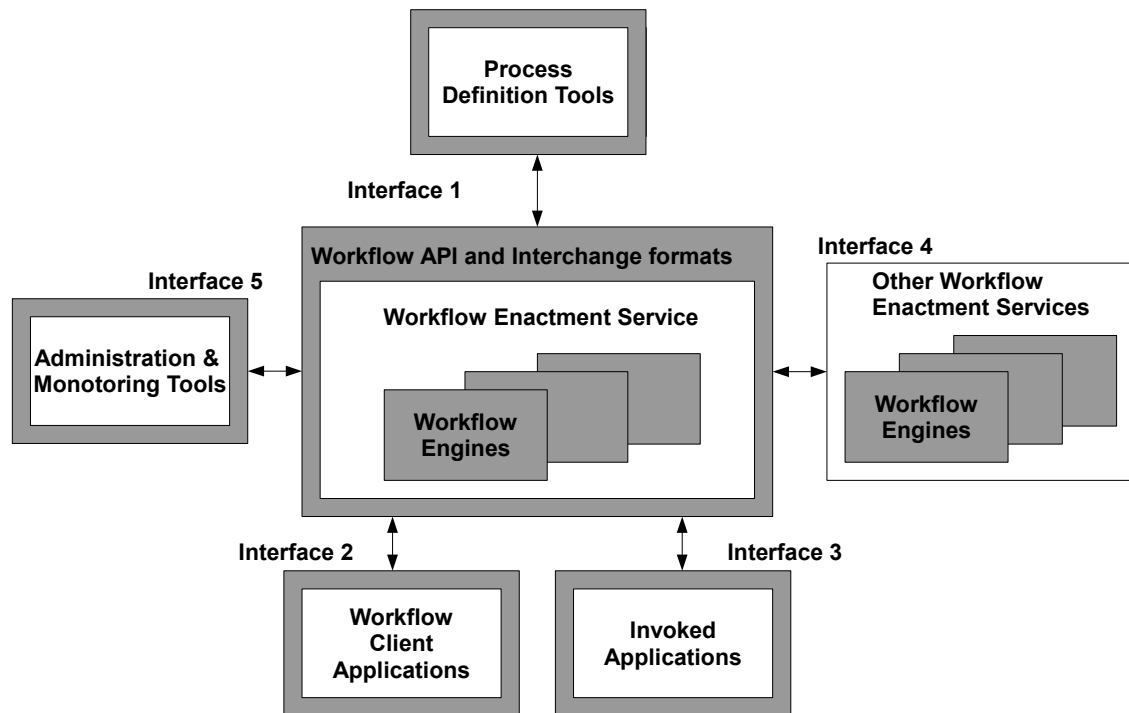 Process
Definition Tools
Interface 1
Workflow API and Interchange formats
Interface 4
Other Workflow
Enactment Services
Interface 5
Workflow Enactment Service
Administration &
Monotoring Tools
Workflow
Engines
Workflow
Engines
Interface 2
Interface 3
Workflow
Client
Applications
Invoked
Applications